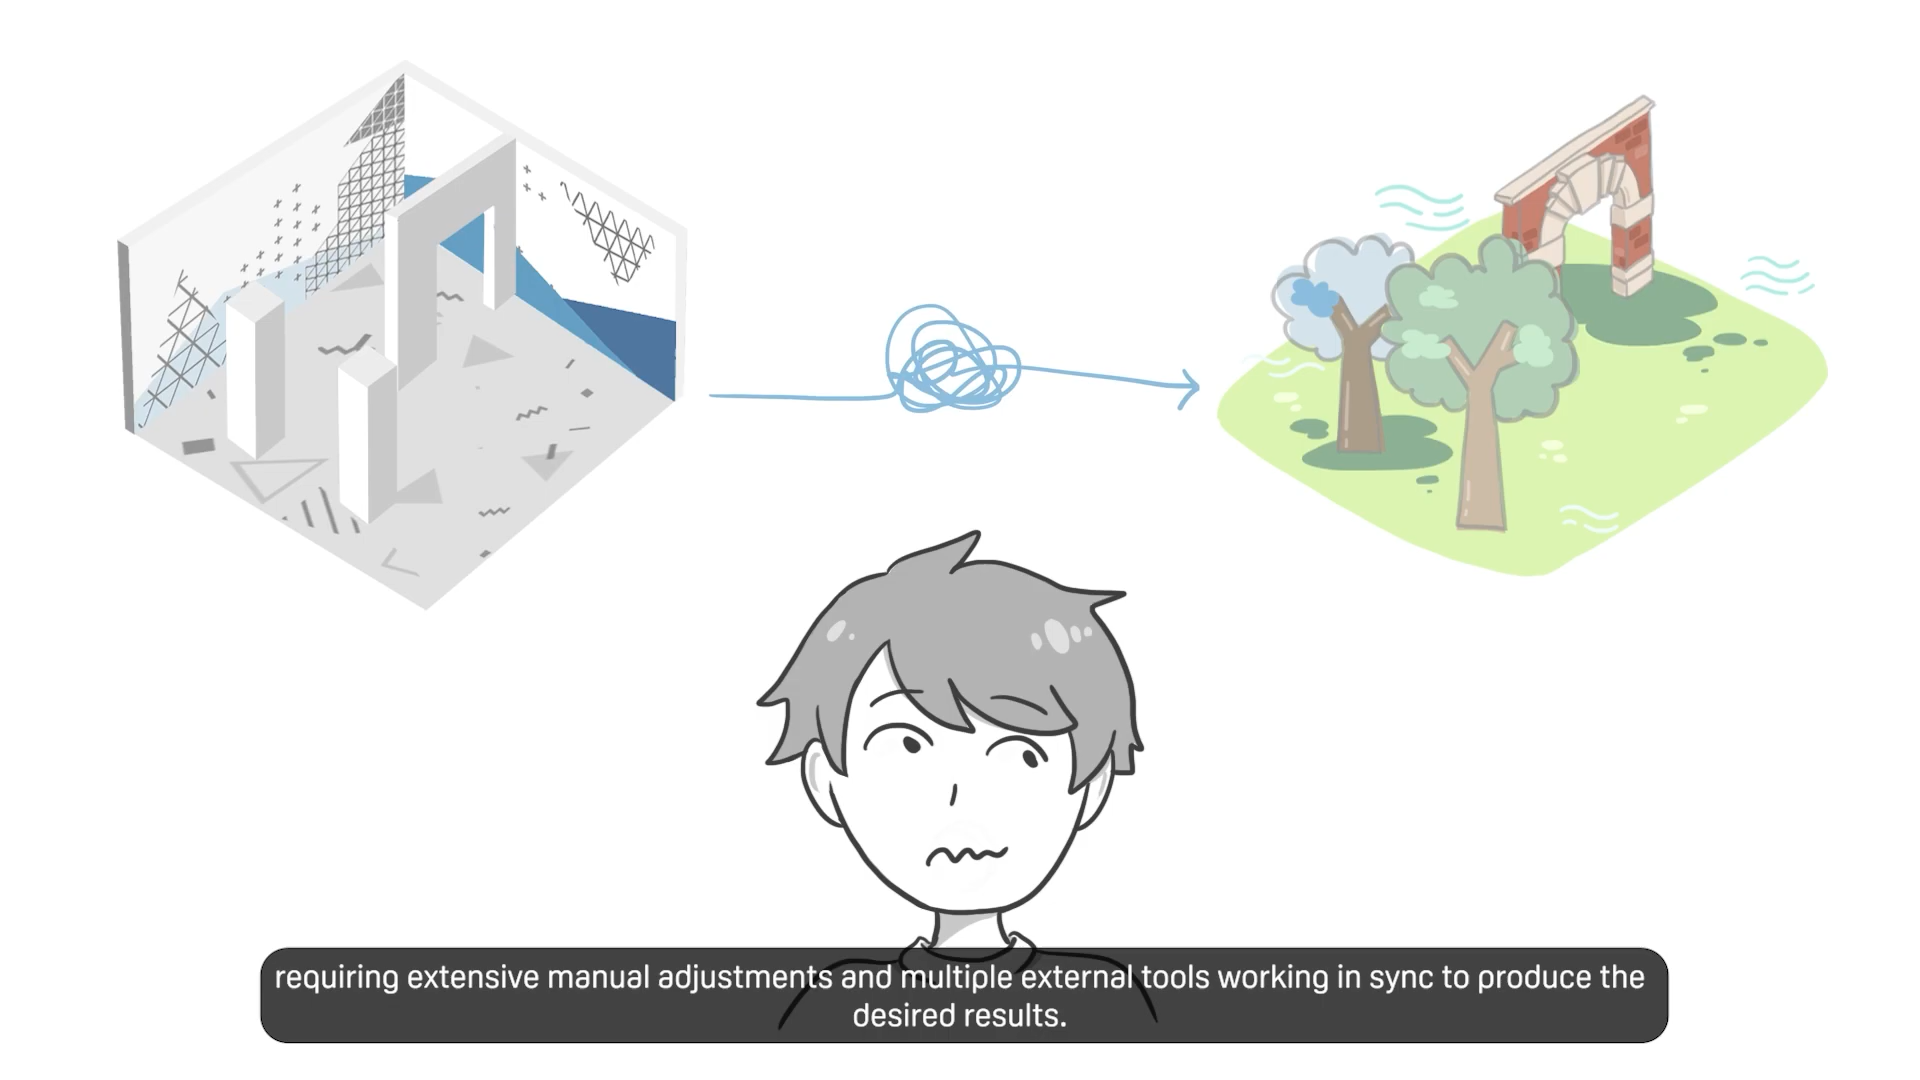 requiring extensive manual adjustments and multiple external tools working in sync to produce the
desired results.